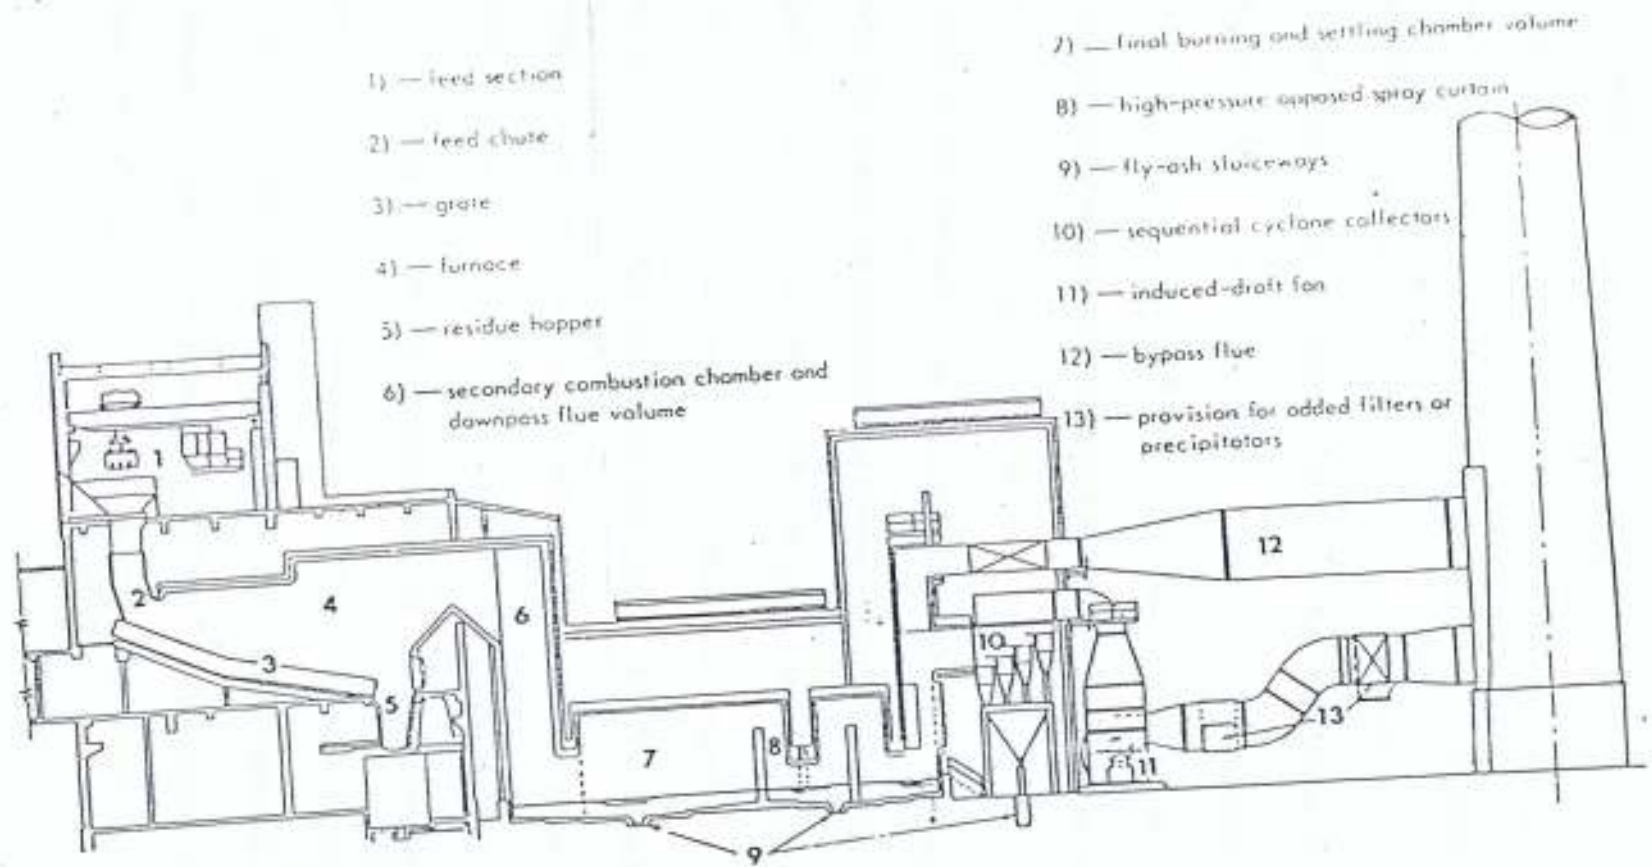 1) — feed section
2) — feed chute
3) — grate
4) — furnace
5) — residue hopper
6) — secondary combustion chamber and
downpass flue volume
7) — final burning and settling chamber volume
8) — high-pressure opposed spray curtain
9) — fly-ash sluiceways
10) — sequential cyclone collectors
11) — induced-draft fan
12) — bypass flue
13) — provision for added filters or
precipitators
1
2
3
4
5
6
7
8
9
10
11
12
13